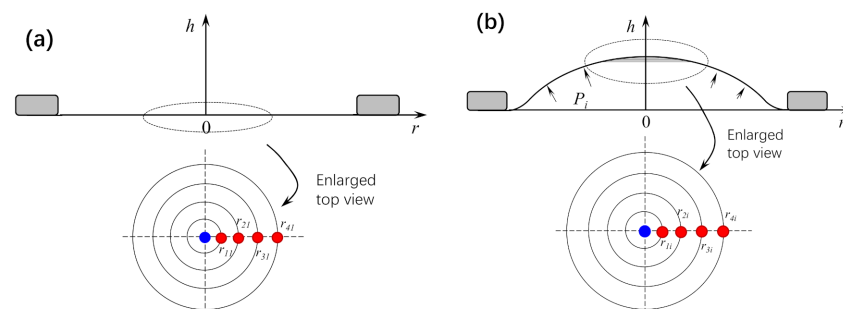 (a)
h
0
r
Enlarged
top view
r11
r21
r31
r41
(b)
h
Pi
0
r
Enlarged
top view
r1i
r2i
r3i
r4i